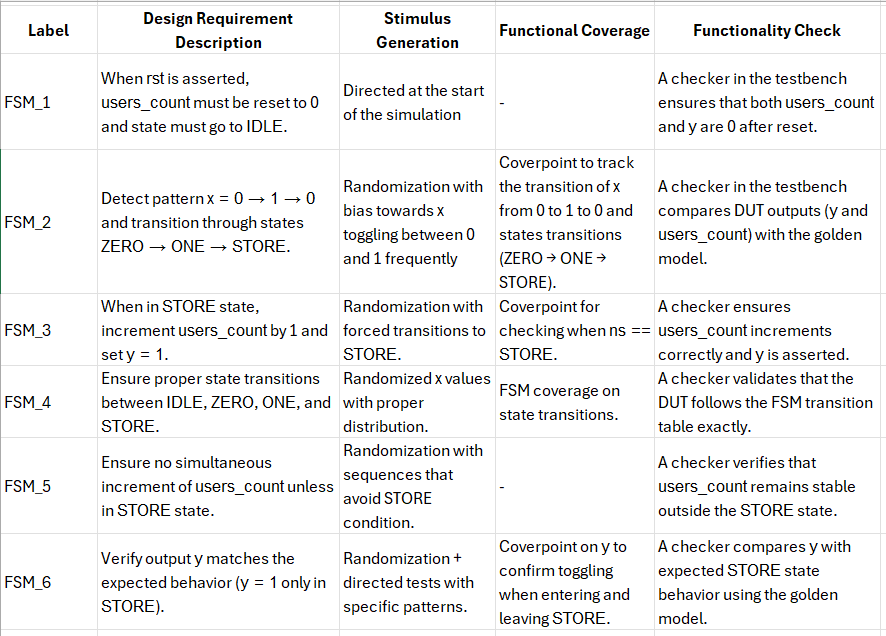 Label
Design Requirement
Description
Stimulus
Generation
Functional Coverage
Functionality Check
FSM_1
When rst is asserted,
users_count must be reset to 0
and state must go to IDLE.
Directed at the start
of the simulation
-
A checker in the testbench
ensures that both users_count
and y are 0 after reset.
FSM_2
Detect pattern x = 0 → 1 → 0
and transition through states
ZERO → ONE → STORE.
Randomization with
bias towards x
toggling between 0
and 1 frequently
Coverpoint to track
the transition of x
from 0 to 1 to 0 and
states transitions
(ZERO → ONE →
STORE).
A checker in the testbench
compares DUT outputs (y and
users_count) with the golden
model.
FSM_3
When in STORE state,
increment users_count by 1 and
set y = 1.
Randomization with
forced transitions to
STORE.
Coverpoint for
checking when ns ==
STORE.
A checker ensures
users_count increments
correctly and y is asserted.
FSM_4
Ensure proper state transitions
between IDLE, ZERO, ONE, and
STORE.
Randomized x values
with proper
distribution.
FSM coverage on
state transitions.
A checker validates that the
DUT follows the FSM transition
table exactly.
FSM_5
Ensure no simultaneous
increment of users_count unless
in STORE state.
Randomization with
sequences that
avoid STORE
condition.
-
A checker verifies that
users_count remains stable
outside the STORE state.
FSM_6
Verify output y matches the
expected behavior (y = 1 only in
STORE).
Randomization +
directed tests with
specific patterns.
Coverpoint on y to
confirm toggling
when entering and
leaving STORE.
A checker compares y with
expected STORE state
behavior using the golden
model.